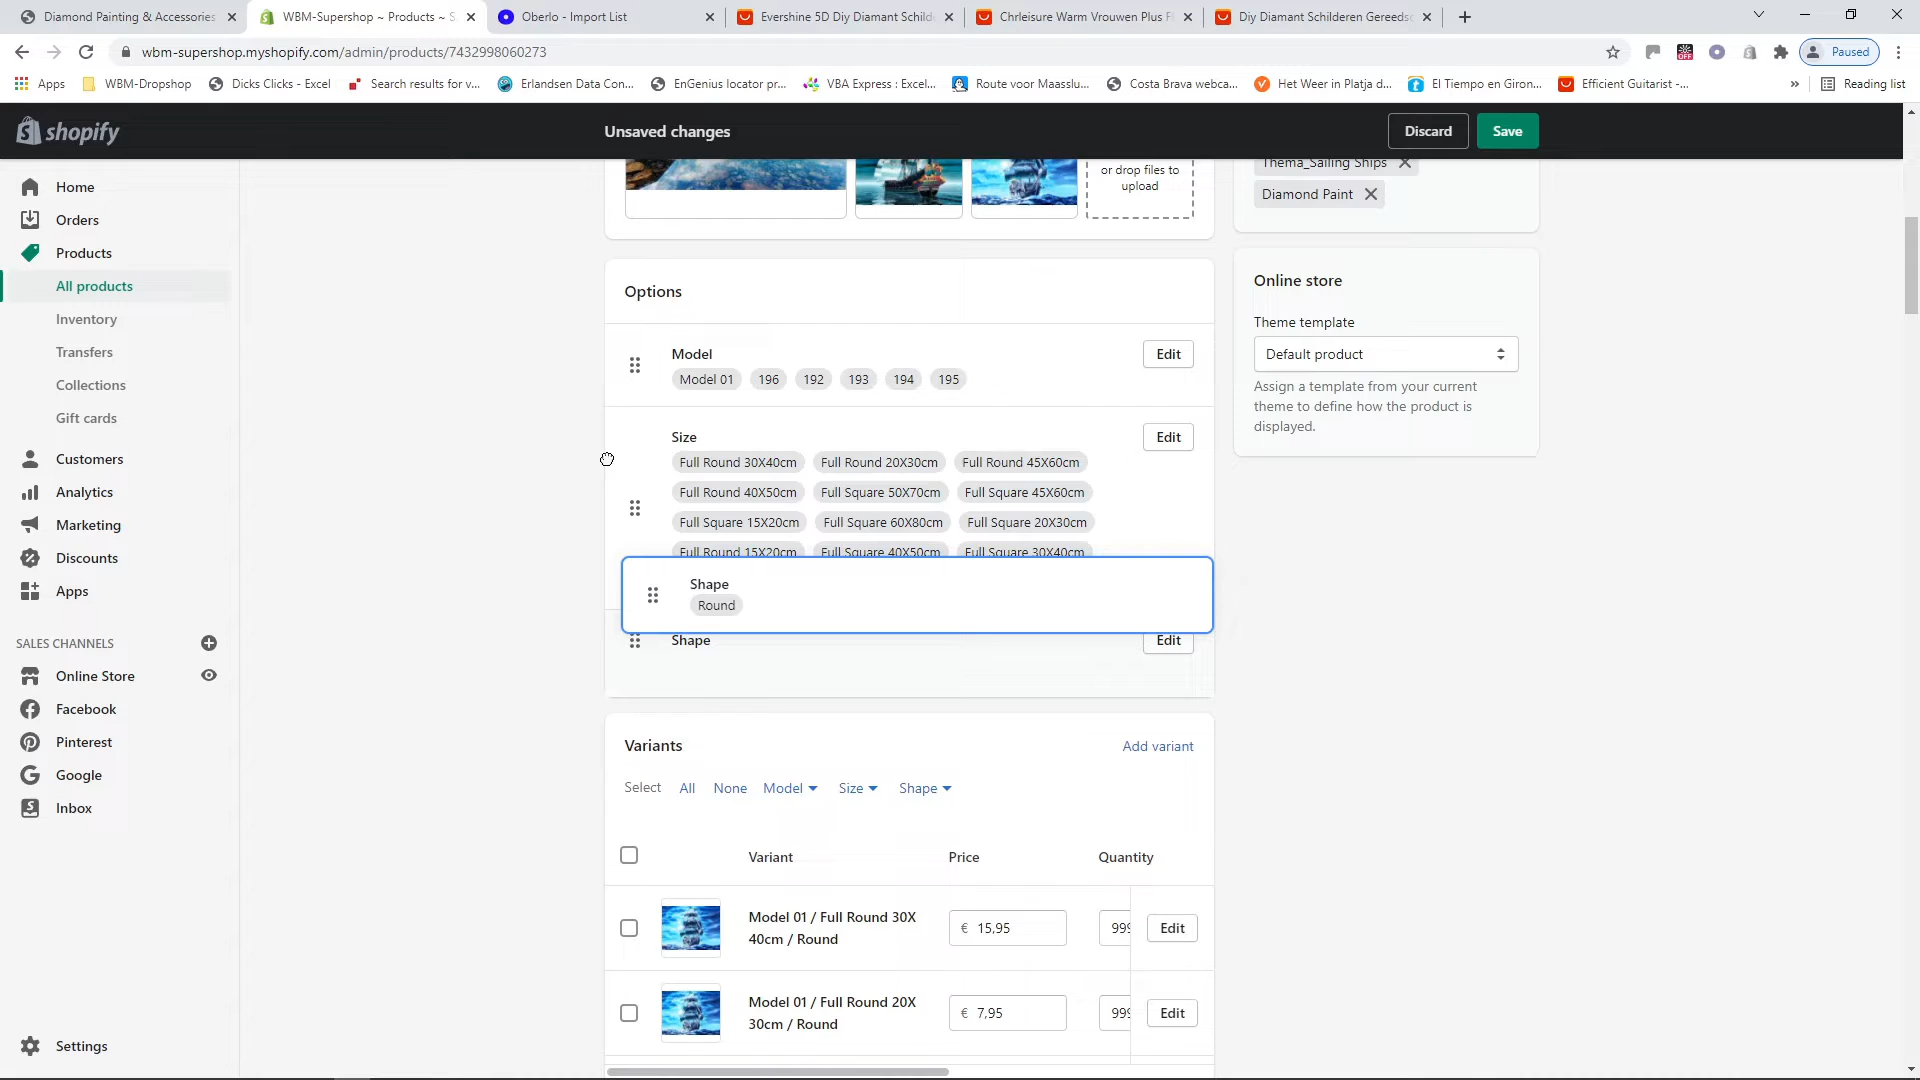 Diamond Painting & Accessories
WBM-Supershop ~ Products ~ S
Oberlo - Import List
Evershine 5D Diy Diamant Schild
Chrleisure Warm Vrouwen Plus F
Diy Diamant Schilderen Gereeds
wbm-supershop.myshopify.com/admin/products/7432998060273
OFF
Paused
Apps
WBM-Dropshop
Dicks Clicks - Excel
Search results for v...
Erlandsen Data Con...
EnGenius locator pr...
VBA Express : Excel...
Route voor Maasslu...
Costa Brava webca...
Het Weer in Platja d...
El Tiempo en Giron...
Efficient Guitarist -...
»
Reading list
shopify
Unsaved changes
Discard
Save
Home
Orders
Products
All products
Inventory
Transfers
Collections
Gift cards
Customers
Analytics
Marketing
Discounts
Apps
SALES CHANNELS
Online Store
Facebook
Pinterest
Google
Inbox
Settings
or drop files to
upload
Thema_Sailing Ships
Diamond Paint
Options
Model
Edit
Model 01 196 192 193 194 195
Size
Edit
Full Round 30X40cm Full Round 20X30cm Full Round 45X60cm
Full Round 40X50cm Full Square 50X70cm Full Square 45X60cm
Full Square 15X20cm Full Square 60X80cm Full Square 20X30cm
Full Round 15X20cm Full Square 40X50cm Full Square 30X40cm
Shape
Round
Shape
Edit
Online store
Theme template
Default product
Assign a template from your current
theme to define how the product is
displayed.
Variants
Add variant
Select All None Model Size Shape
Variant Price Quantity
Model 01 / Full Round 30X
40cm / Round
€ 15,95
999
Edit
Model 01 / Full Round 20X
30cm / Round
€ 7,95
999
Edit